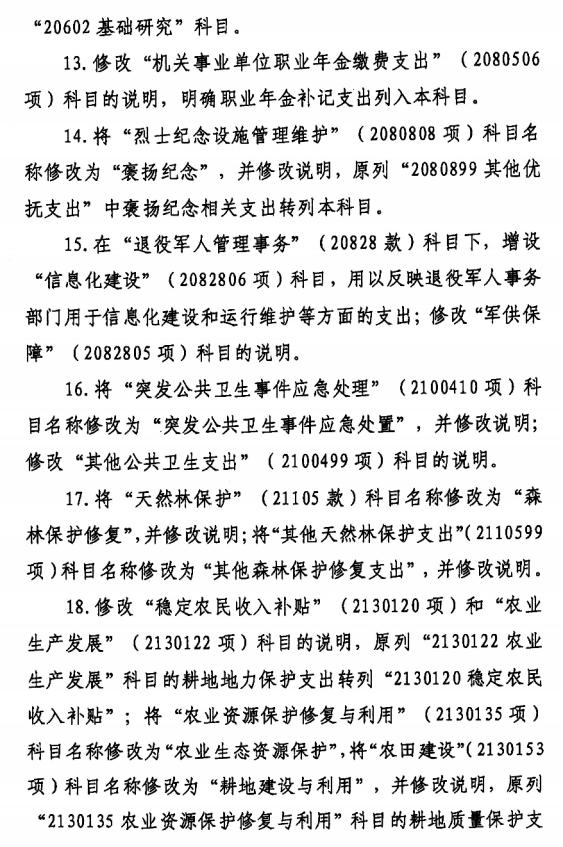 “20602 基础研究”科目。
13.修改“机关事业单位职业年金缴费支出”（2080506
项）科目的说明，明确职业年金补记支出列入本科目。
14.将“烈士纪念设施管理维护”（2080808 项）科目名
称修改为“褒扬纪念”，并修改说明，原列“2080899 其他优
抚支出”中褒扬纪念相关支出转列本科目。
15.在“退役军人管理事务”（20828 款）科目下，增设
“信息化建设”（2082806 项）科目，用以反映退役军人事务
部门用于信息化建设和运行维护等方面的支出；修改“军供保
障”（2082805 项）科目的说明。
16.将“突发公共卫生事件应急处理”（2100410 项）科
目名称修改为“突发公共卫生事件应急处置”，并修改说明；
修改“其他公共卫生支出”（2100499 项）科目的说明。
17.将“天然林保护”（21105 款）科目名称修改为“森
林保护修复”，并修改说明；将“其他天然林保护支出”（2110599
项）科目名称修改为“其他森林保护修复支出”，并修改说明。
18.修改“稳定农民收入补贴”（2130120 项）和“农业
生产发展”（2130122 项）科目的说明，原列“2130122 农业
生产发展”科目的耕地地力保护支出转列“2130120 稳定农民
收入补贴”；将“农业资源保护修复与利用”（2130135 项）
科目名称修改为“农业生态资源保护”，将“农田建设”（2130153
项）科目名称修改为“耕地建设与利用”，并修改说明，原列
“2130135 农业资源保护修复与利用”科目的耕地质量保护支